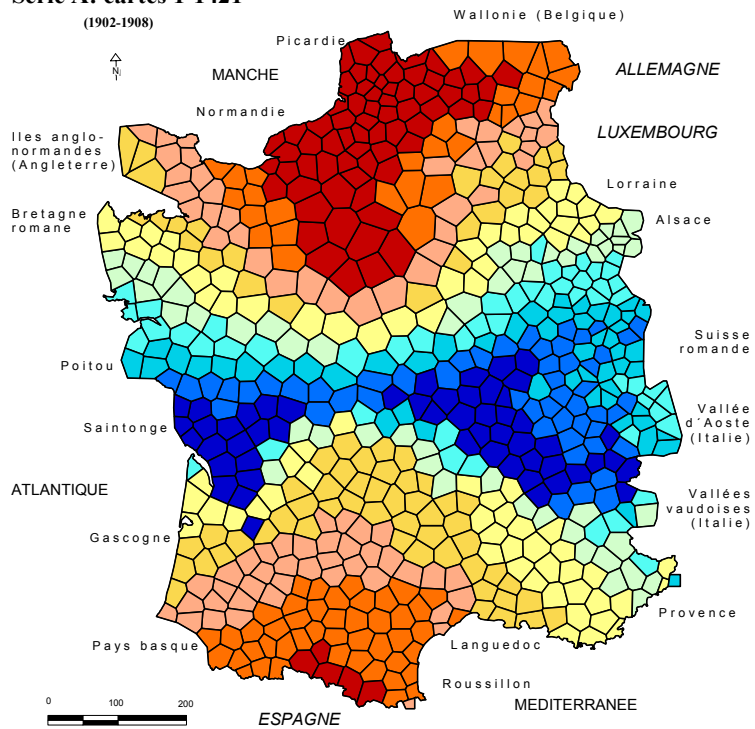 Série A: cartes 1-1421
(1902-1908)
Wallonie (Belgique)
Picardie
N
MANCHE
ALLEMAGNE
Normandie
LUXEMBOURG
Iles anglo-
normandes
(Angleterre)
Lorraine
Bretagne
romane
Alsace
Suisse
romande
Poitou
Vallée
d´Aoste
(Italie)
Saintonge
ATLANTIQUE
Vallées
vaudoises
(Italie)
Gascogne
Provence
Pays basque
Languedoc
Roussillon
MEDITERRANEE
ESPAGNE
0 100 200